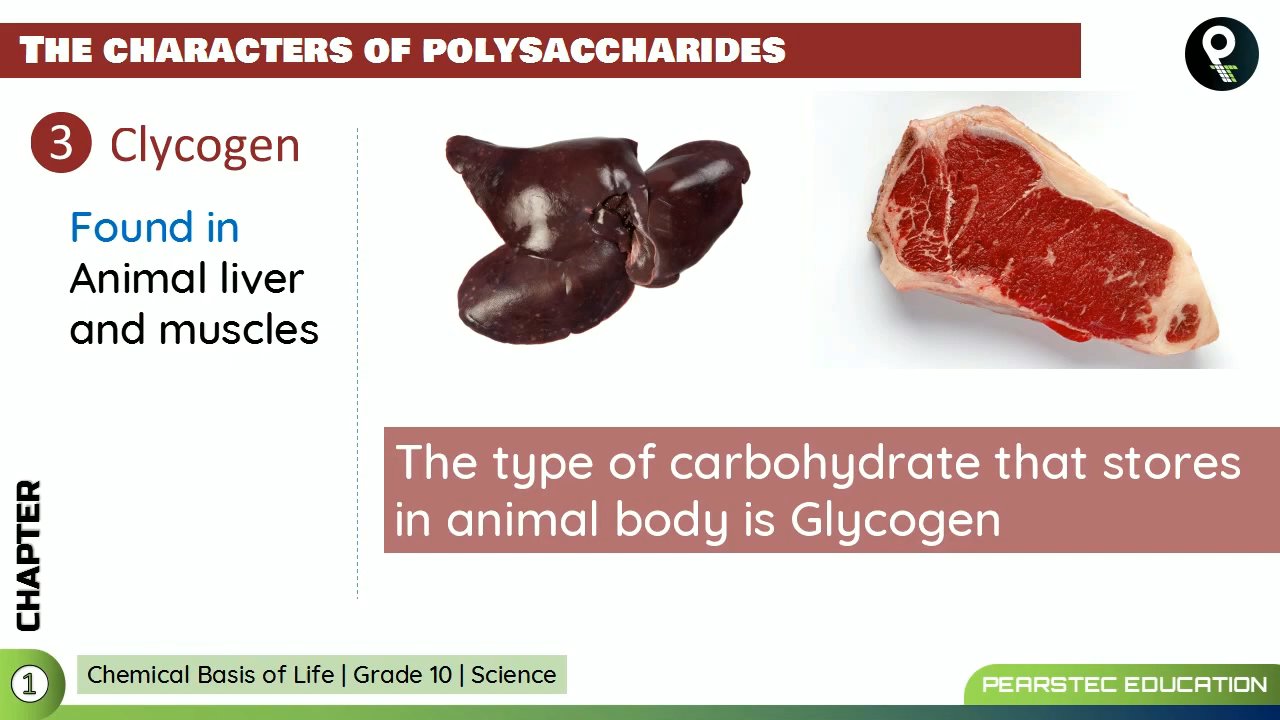 THE CHARACTERS OF POLYSACCHARIDES
3 Clycogen
Found in
Animal liver
and muscles
The type of carbohydrate that stores
in animal body is Glycogen
CHAPTER
1
Chemical Basis of Life | Grade 10 | Science
PEARSTEC EDUCATION